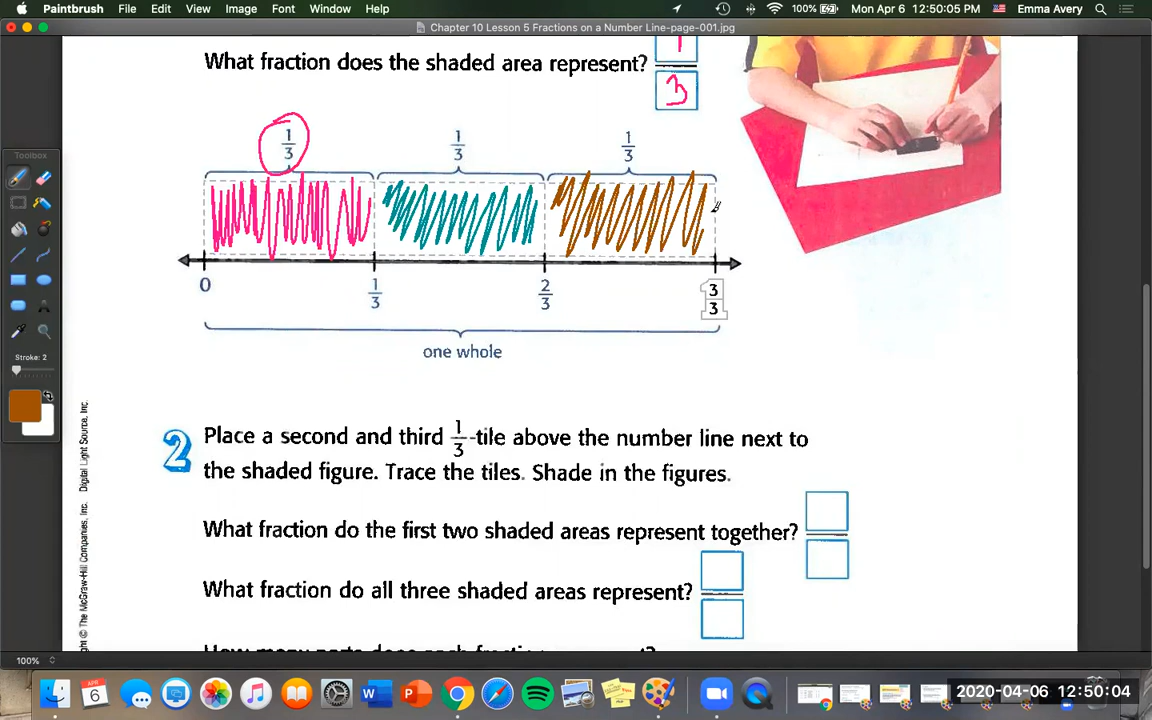 Paintbrush File Edit View Image Font Window Help 100% Mon Apr 6 12:50:05 PM Emma Avery
Chapter 10 Lesson 5 Fractions on a Number Line-page-001.jpg
What fraction does the shaded area represent? 1/3
Toolbox
1/3 1/3 1/3
0 1/3 2/3 3/3
one whole
Stroke: 2
2 Place a second and third 1/3-tile above the number line next to
the shaded figure. Trace the tiles. Shade in the figures.
What fraction do the first two shaded areas represent together?
What fraction do all three shaded areas represent?
ght © The McGraw-Hill Companies, Inc. Digital Light Source, Inc.
100%
2020-04-06 12:50:04